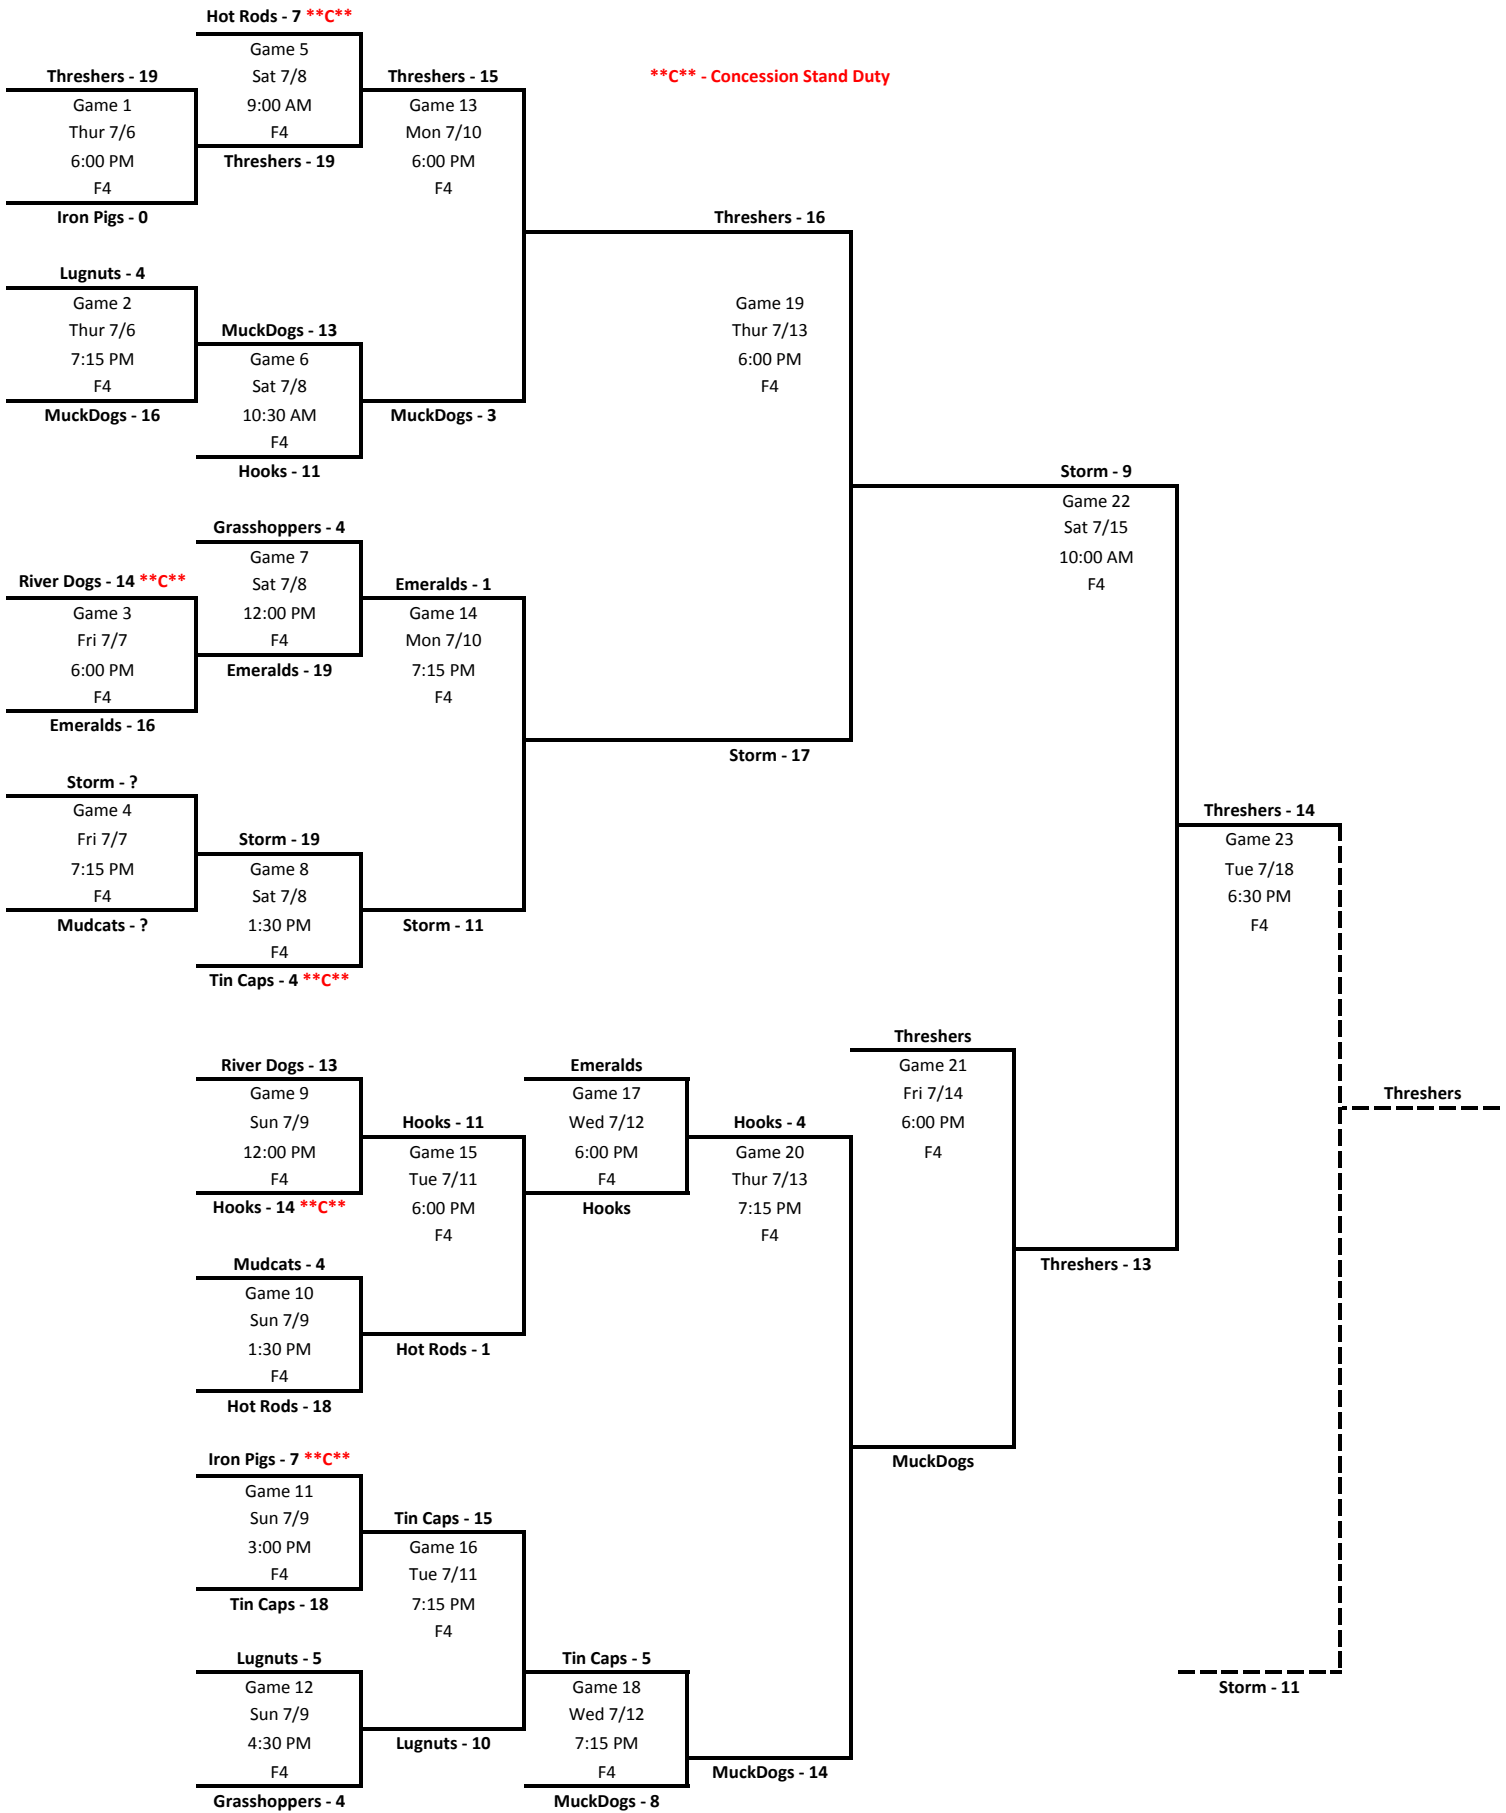 Hot Rods - 7 **C**
Game 5
Sat 7/8
9:00 AM
F4
Threshers - 19
**C** - Concession Stand Duty
Threshers - 19
Game 1
Thur 7/6
6:00 PM
F4
Iron Pigs - 0
Threshers - 15
Game 13
Mon 7/10
6:00 PM
F4
Lugnuts - 4
Game 2
Thur 7/6
7:15 PM
F4
MuckDogs - 16
MuckDogs - 13
Game 6
Sat 7/8
10:30 AM
F4
Hooks - 11
MuckDogs - 3
Threshers - 16
Game 19
Thur 7/13
6:00 PM
F4
Storm - 17
Grasshoppers - 4
Game 7
Sat 7/8
12:00 PM
F4
Emeralds - 19
River Dogs - 14 **C**
Game 3
Fri 7/7
6:00 PM
F4
Emeralds - 16
Emeralds - 1
Game 14
Mon 7/10
7:15 PM
F4
Storm - 11
Storm - ?
Game 4
Fri 7/7
7:15 PM
F4
Mudcats - ?
Storm - 19
Game 8
Sat 7/8
1:30 PM
F4
Tin Caps - 4 **C**
Storm - 9
Game 22
Sat 7/15
10:00 AM
F4
Threshers - 14
Game 23
Tue 7/18
6:30 PM
F4
Threshers
River Dogs - 13
Game 9
Sun 7/9
12:00 PM
F4
Hooks - 14 **C**
Hooks - 11
Game 15
Tue 7/11
6:00 PM
F4
Hot Rods - 1
Mudcats - 4
Game 10
Sun 7/9
1:30 PM
F4
Hot Rods - 18
Emeralds
Game 17
Wed 7/12
6:00 PM
F4
Hooks
Hooks - 4
Game 20
Thur 7/13
7:15 PM
F4
MuckDogs - 14
Threshers
Game 21
Fri 7/14
6:00 PM
F4
MuckDogs
Threshers - 13
Iron Pigs - 7 **C**
Game 11
Sun 7/9
3:00 PM
F4
Tin Caps - 18
Tin Caps - 15
Game 16
Tue 7/11
7:15 PM
F4
Lugnuts - 10
Lugnuts - 5
Game 12
Sun 7/9
4:30 PM
F4
Grasshoppers - 4
Tin Caps - 5
Game 18
Wed 7/12
7:15 PM
F4
MuckDogs - 8
Storm - 11